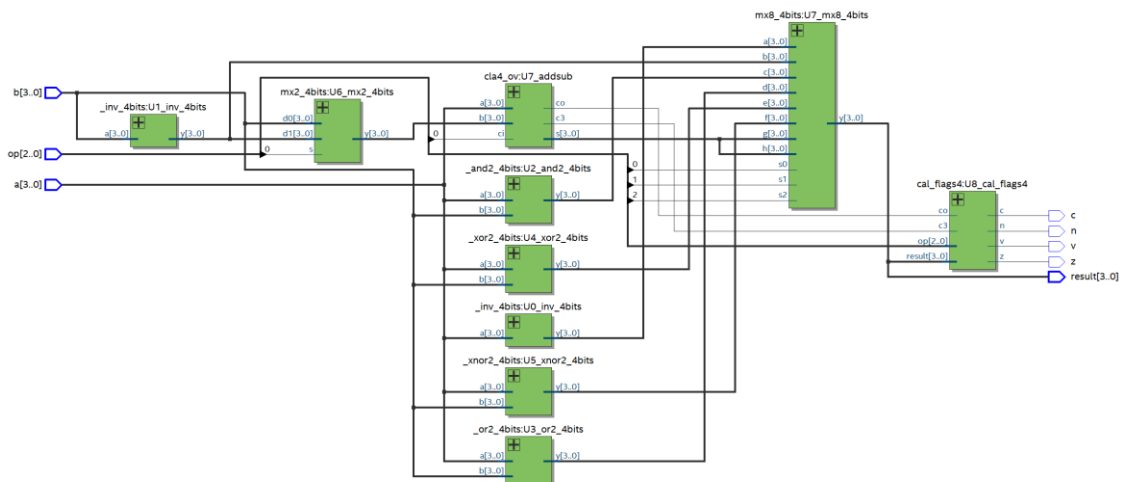 mx8_4bits:U7_mx8_4bits
a[3..0]
b[3..0]
c[3..0]
d[3..0]
e[3..0]
f[3..0]
g[3..0]
h[3..0]
s0
s1
s2
y[3..0]
0
1
2
cla4_ov:U7_addsub
a[3..0]
b[3..0]
ci
co
c3
s[3..0]
0
mx2_4bits:U6_mx2_4bits
d0[3..0]
d1[3..0]
s
y[3..0]
0
b[3..0]
_inv_4bits:U1_inv_4bits
a[3..0]
y[3..0]
op[2..0]
a[3..0]
_and2_4bits:U2_and2_4bits
a[3..0]
b[3..0]
y[3..0]
cal_flags4:U8_cal_flags4
co
c3
op[2..0]
result[3..0]
c
n
v
z
c
n
v
z
result[3..0]
_xor2_4bits:U4_xor2_4bits
a[3..0]
b[3..0]
y[3..0]
_inv_4bits:U0_inv_4bits
a[3..0]
y[3..0]
_xnor2_4bits:U5_xnor2_4bits
a[3..0]
b[3..0]
y[3..0]
_or2_4bits:U3_or2_4bits
a[3..0]
b[3..0]
y[3..0]